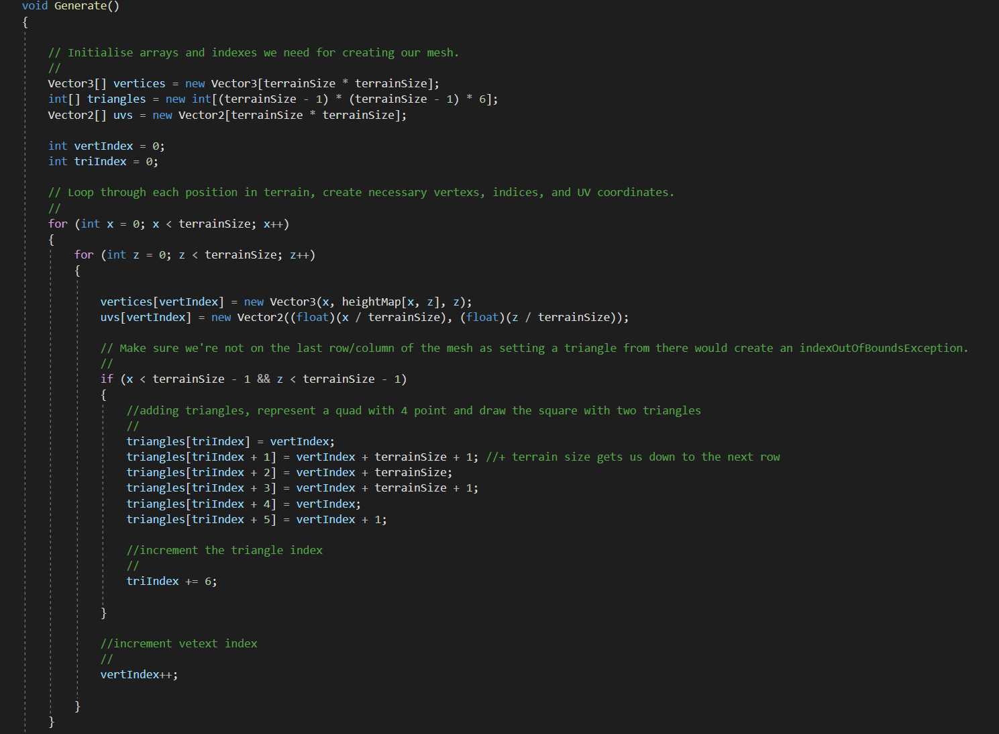 void Generate()
{
// Initialise arrays and indexes we need for creating our mesh.
//
Vector3[] vertices = new Vector3[terrainSize * terrainSize];
int[] triangles = new int[(terrainSize - 1) * (terrainSize - 1) * 6];
Vector2[] uvs = new Vector2[terrainSize * terrainSize];
int vertIndex = 0;
int triIndex = 0;
// Loop through each position in terrain, create necessary vertexs, indices, and UV coordinates.
//
for (int x = 0; x < terrainSize; x++)
{
for (int z = 0; z < terrainSize; z++)
{
vertices[vertIndex] = new Vector3(x, heightMap[x, z], z);
uvs[vertIndex] = new Vector2((float)(x / terrainSize), (float)(z / terrainSize));
// Make sure we're not on the last row/column of the mesh as setting a triangle from there would create an indexOutOfBoundsException.
//
if (x < terrainSize - 1 && z < terrainSize - 1)
{
//adding triangles, represent a quad with 4 point and draw the square with two triangles
//
triangles[triIndex] = vertIndex;
triangles[triIndex + 1] = vertIndex + terrainSize + 1; //+ terrain size gets us down to the next row
triangles[triIndex + 2] = vertIndex + terrainSize;
triangles[triIndex + 3] = vertIndex + terrainSize + 1;
triangles[triIndex + 4] = vertIndex;
triangles[triIndex + 5] = vertIndex + 1;
//increment the triangle index
//
triIndex += 6;
}
//increment vetext index
//
vertIndex++;
}
}